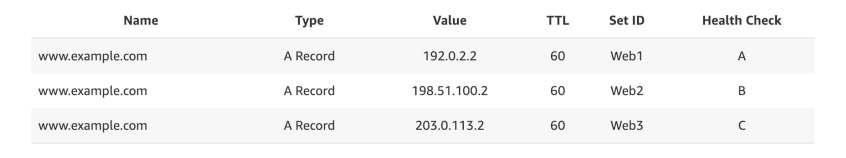 Name Type Value TTL Set ID Health Check
www.example.com A Record 192.0.2.2 60 Web1 A
www.example.com A Record 198.51.100.2 60 Web2 B
www.example.com A Record 203.0.113.2 60 Web3 C